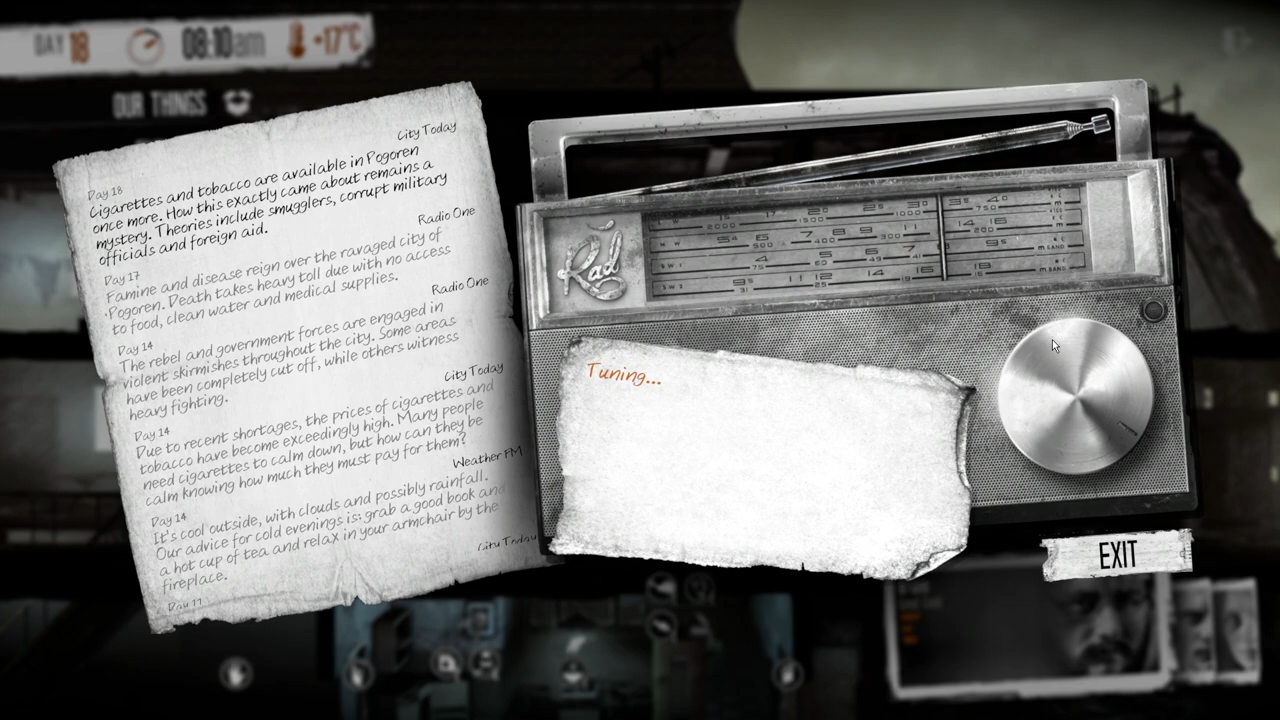 DAY 18
08:10am
+17°C
OUR THINGS
City Today
Day 18
Cigarettes and tobacco are available in Pogoren
once more. How this exactly came about remains a
mystery. Theories include smugglers, corrupt military
officials and foreign aid.
Radio One
Day 17
Famine and disease reign over the ravaged city of
Pogoren. Death takes heavy toll due with no access
to food, clean water and medical supplies.
Radio One
Day 14
The rebel and government forces are engaged in
violent skirmishes throughout the city. Some areas
have been completely cut off, while others witness
heavy fighting.
City Today
Day 14
Due to recent shortages, the prices of cigarettes and
tobacco have become exceedingly high. Many people
need cigarettes to calm down, but how can they be
calm knowing how much they must pay for them?
Weather FM
Day 14
It's cool outside, with clouds and possibly rainfall.
Our advice for cold evenings is: grab a good book and
a hot cup of tea and relax in your armchair by the
fireplace.
City Today
Rad
Tuning...
EXIT